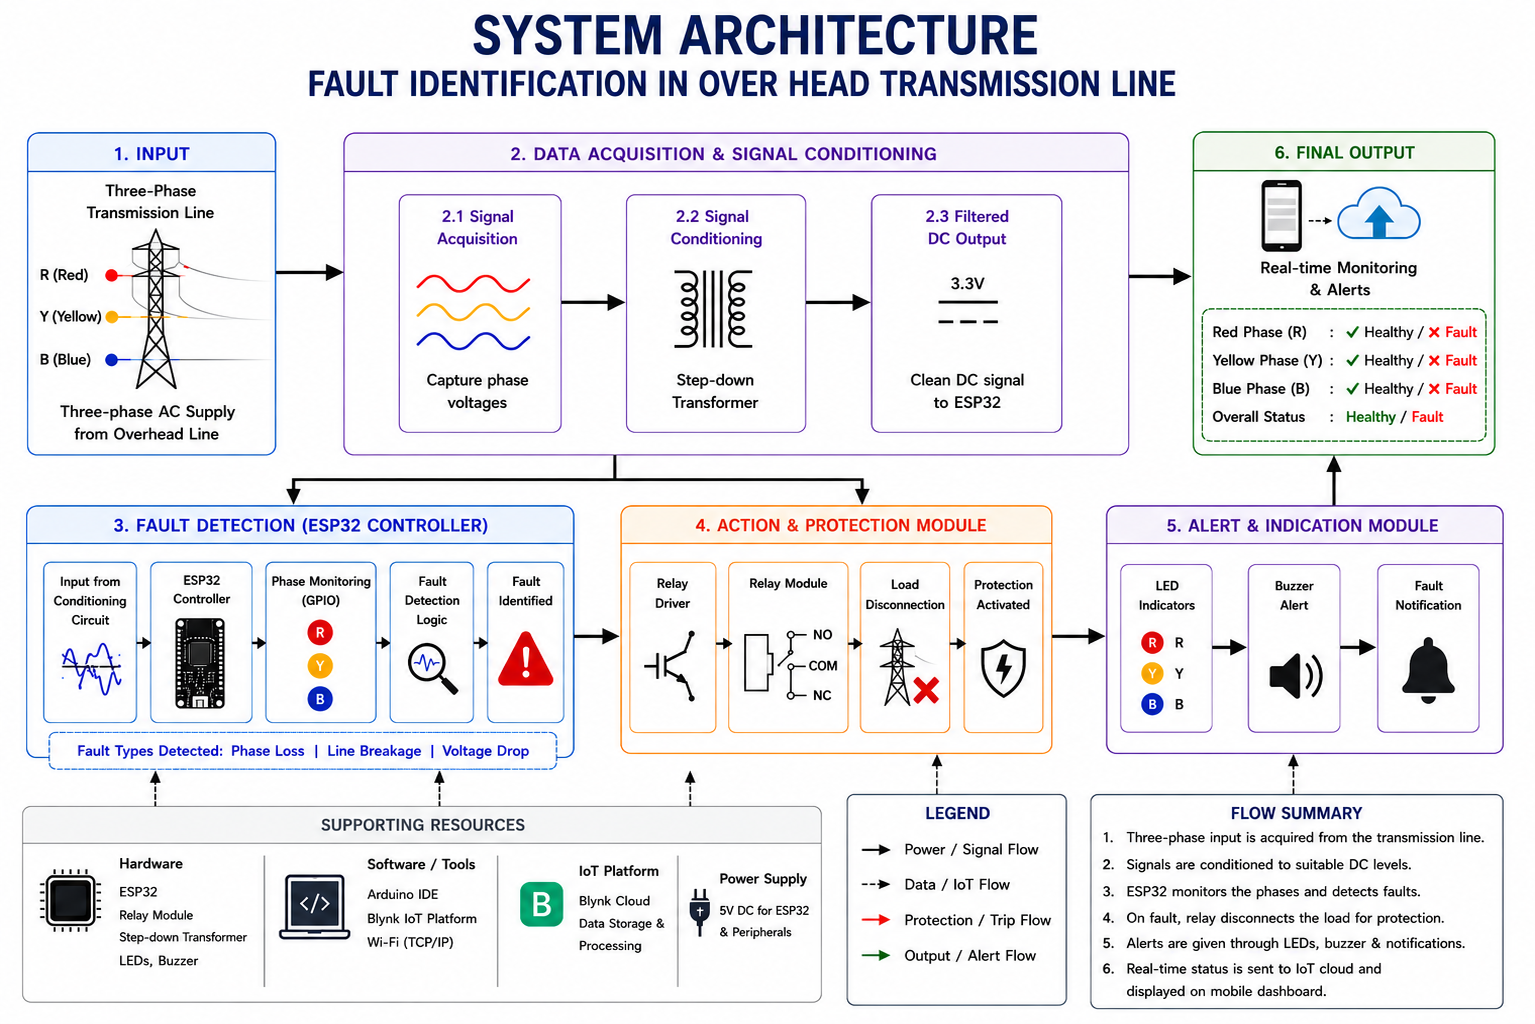 SYSTEM ARCHITECTURE
FAULT IDENTIFICATION IN OVER HEAD TRANSMISSION LINE
1. INPUT
Three-Phase
Transmission Line
R (Red)
Y (Yellow)
B (Blue)
Three-phase AC Supply
from Overhead Line
2. DATA ACQUISITION & SIGNAL CONDITIONING
2.1 Signal
Acquisition
Capture phase
voltages
2.2 Signal
Conditioning
Step-down
Transformer
2.3 Filtered
DC Output
3.3V
Clean DC signal
to ESP32
6. FINAL OUTPUT
Real-time Monitoring
& Alerts
Red Phase (R) : ✓ Healthy / ✗ Fault
Yellow Phase (Y) : ✓ Healthy / ✗ Fault
Blue Phase (B) : ✓ Healthy / ✗ Fault
Overall Status : Healthy / Fault
3. FAULT DETECTION (ESP32 CONTROLLER)
Input from
Conditioning
Circuit
ESP32
Controller
Phase Monitoring
(GPIO)
R
Y
B
Fault
Detection
Logic
Fault
Identified
Fault Types Detected: Phase Loss | Line Breakage | Voltage Drop
4. ACTION & PROTECTION MODULE
Relay
Driver
Relay Module
NO
COM
NC
Load
Disconnection
Protection
Activated
5. ALERT & INDICATION MODULE
LED
Indicators
R R
Y Y
B B
Buzzer
Alert
Fault
Notification
SUPPORTING RESOURCES
Hardware
ESP32
Relay Module
Step-down Transformer
LEDs, Buzzer
Software / Tools
Arduino IDE
Blynk IoT Platform
Wi-Fi (TCP/IP)
IoT Platform
B
Blynk Cloud
Data Storage &
Processing
Power Supply
5V DC for ESP32
& Peripherals
LEGEND
Power / Signal Flow
Data / IoT Flow
Protection / Trip Flow
Output / Alert Flow
FLOW SUMMARY
1. Three-phase input is acquired from the transmission line.
2. Signals are conditioned to suitable DC levels.
3. ESP32 monitors the phases and detects faults.
4. On fault, relay disconnects the load for protection.
5. Alerts are given through LEDs, buzzer & notifications.
6. Real-time status is sent to IoT cloud and
displayed on mobile dashboard.